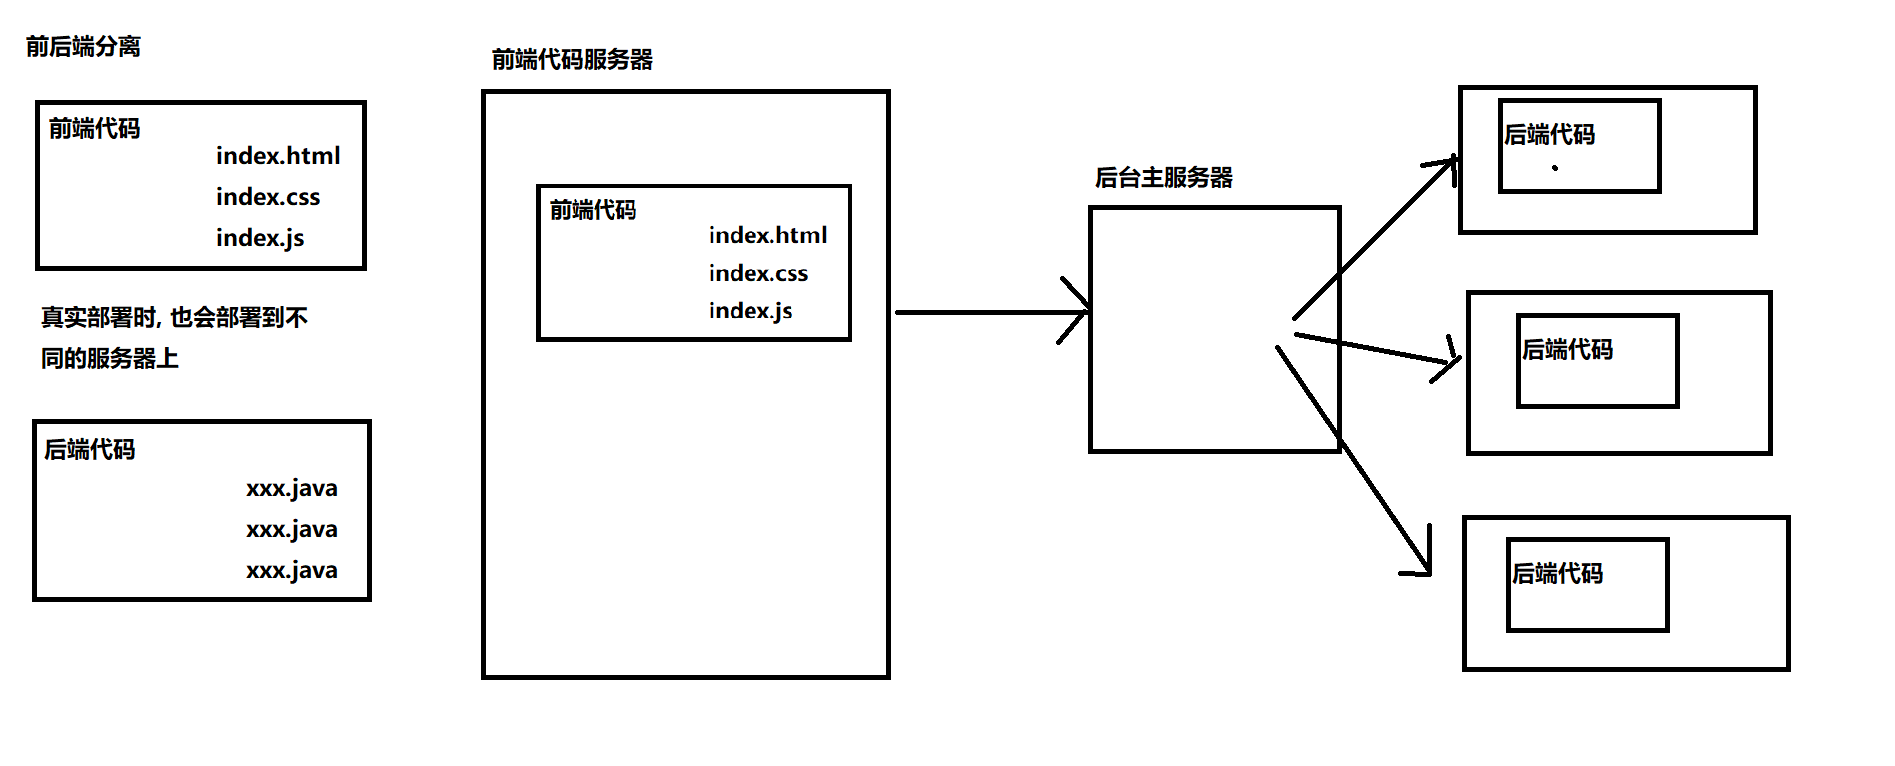 前后端分离
前端代码
index.html
index.css
index.js
真实部署时, 也会部署到不
同的服务器上
后端代码
xxx.java
xxx.java
xxx.java
前端代码服务器
前端代码
index.html
index.css
index.js
后台主服务器
后端代码
后端代码
后端代码